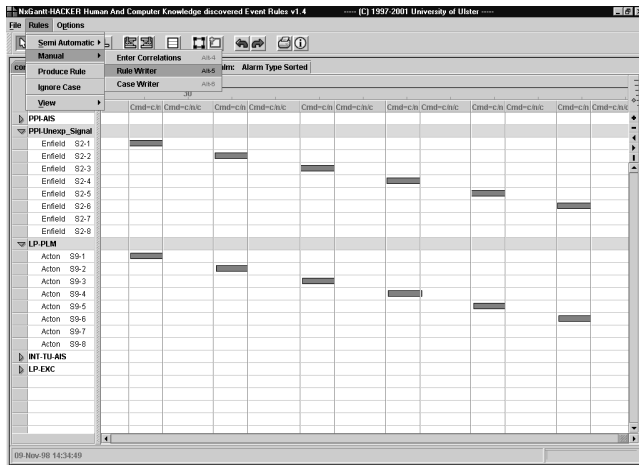 NxGantt-HACKER Human And Computer Knowledge discovered Event Rules v1.4 ----- (C) 1997-2001 University of Ulster -----
File Rules Options
Semi Automatic
Manual
Produce Rule
Ignore Case
View
Enter Correlations Alt-4
Rule Writer Alt-5
Case Writer Alt-6
Alarm Type Sorted
30
Cmd=c/n Cmd=c/n/c Cmd=c/n Cmd=c/n/c Cmd=c/n Cmd=c/n/c Cmd=c/n Cmd=c/n/c Cmd=c/n Cmd=c/n/c Cmd=c/n Cmd=c/n/c
PPI-AIS
PPI-Unexp_Signal
Enfield S2-1
Enfield S2-2
Enfield S2-3
Enfield S2-4
Enfield S2-5
Enfield S2-6
Enfield S2-7
Enfield S2-8
LP-PLM
Acton S9-1
Acton S9-2
Acton S9-3
Acton S9-4
Acton S9-5
Acton S9-6
Acton S9-7
Acton S9-8
INT-TU-AIS
LP-EXC
09-Nov-98 14:34:49